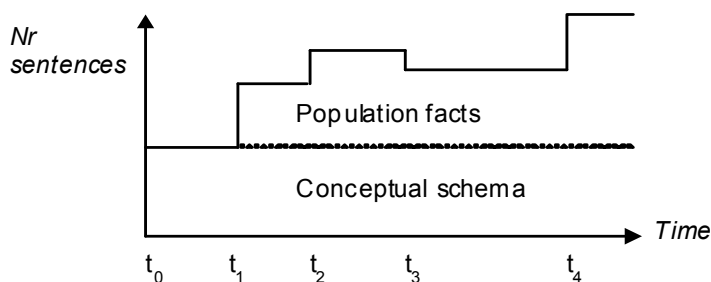 Nr
sentences
Population facts
Conceptual schema
Time
t0 t1 t2 t3 t4